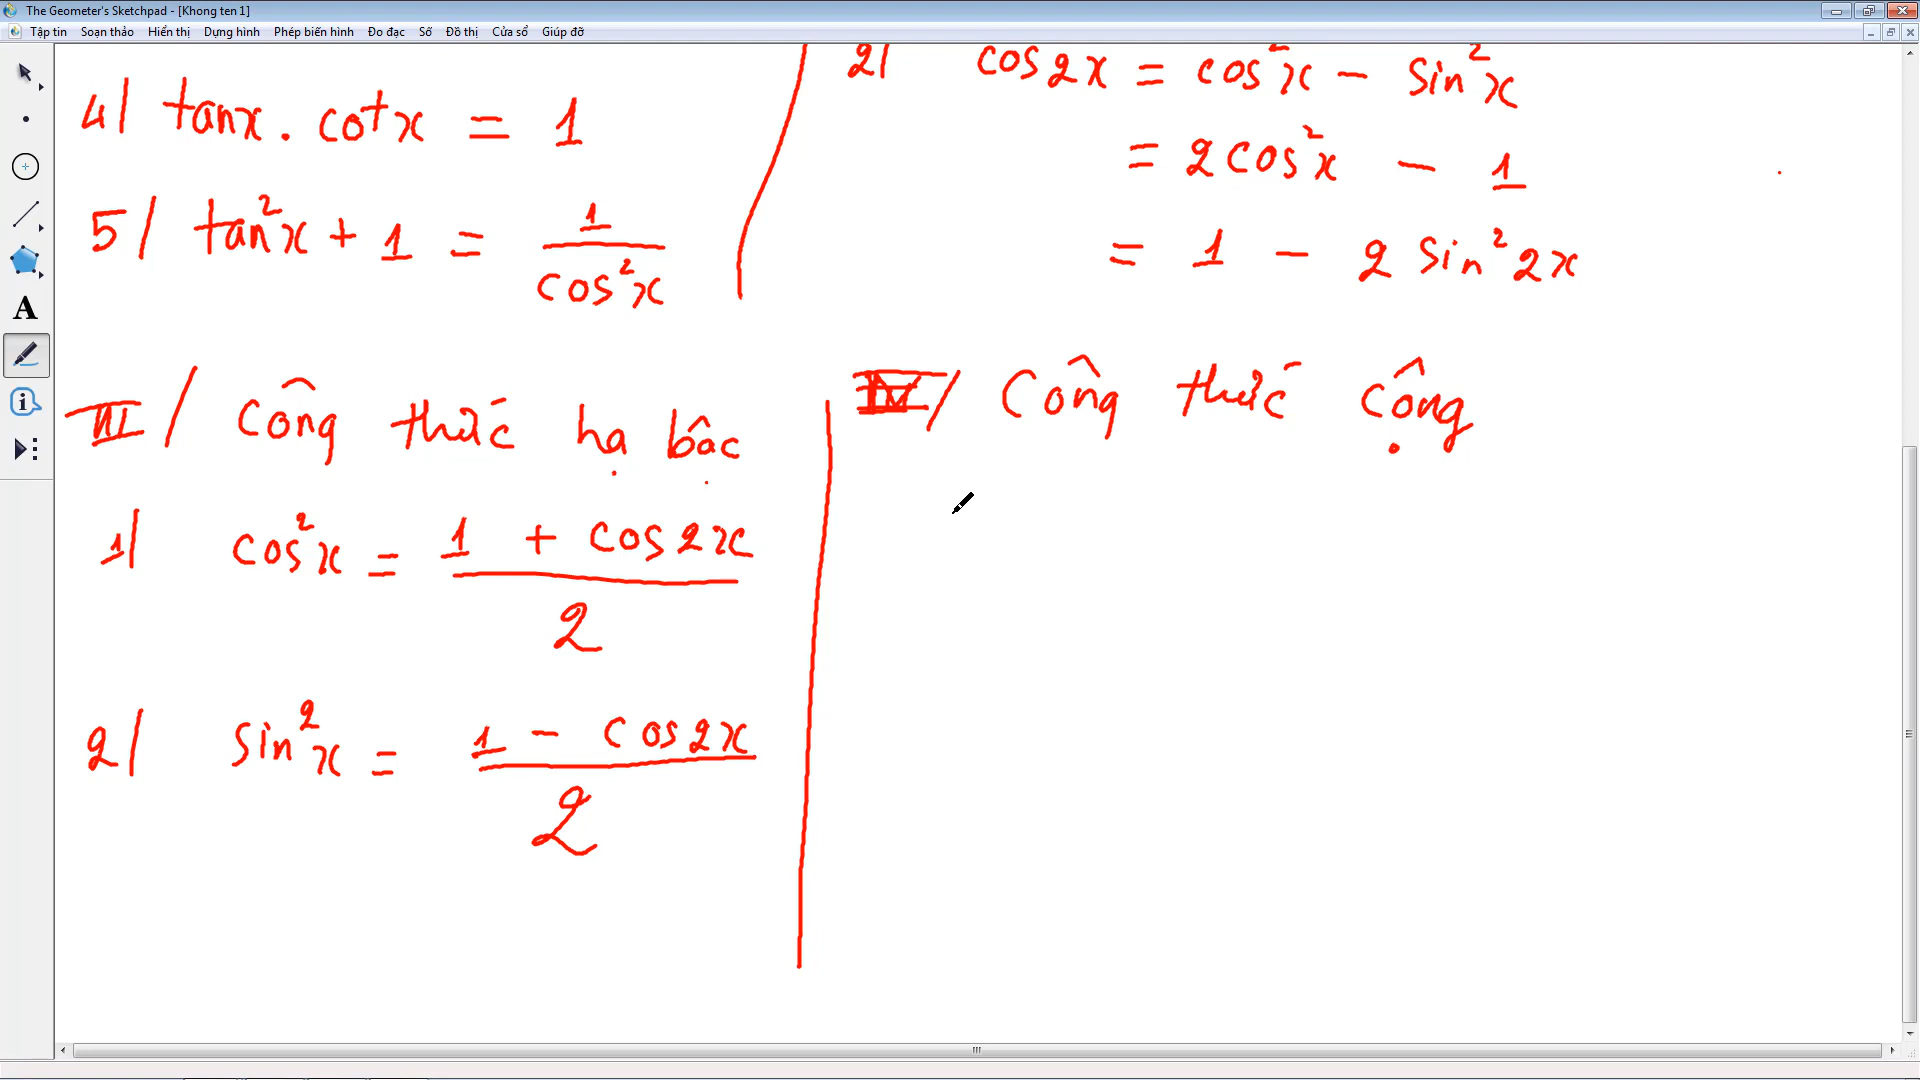 The Geometer's Sketchpad - [Khong ten 1]
Tập tin Soạn thảo Hiển thị Dựng hình Phép biến hình Đo đạc Số Đồ thị Cửa sổ Giúp đỡ
4/ tanx . cotx = 1
5/ tan²x + 1 = 1/cos²x
2/ cos2x = cos²x - sin²x
= 2cos²x - 1
= 1 - 2 sin²2x
III/ Công thức hạ bậc
1/ cos²x = (1 + cos2x)/2
2/ sin²x = (1 - cos2x)/2
IV/ Công thức cộng